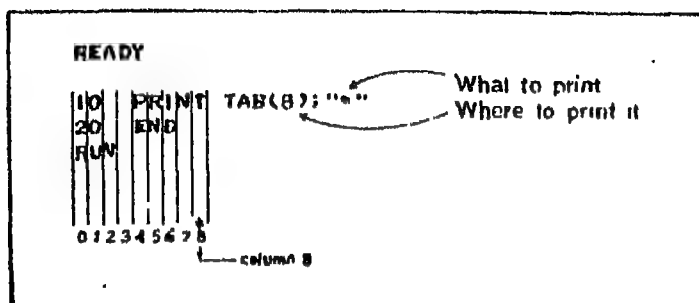 READY
10 PRINT TAB(8);"*"
What to print
20 END
Where to print it
RUN
0 1 2 3 4 5 6 7 8
column 8